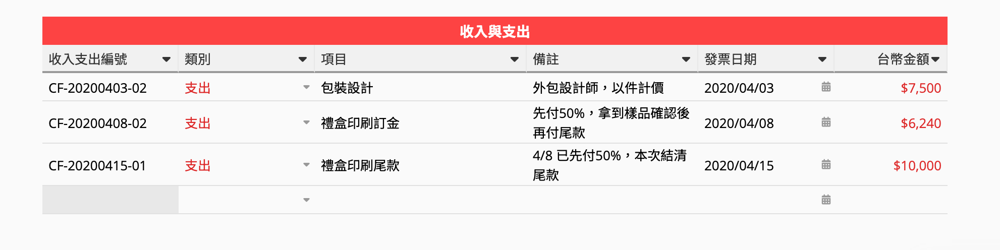 收入與支出
收入支出編號 類別 項目 備註 發票日期 台幣金額
CF-20200403-02 支出 包裝設計 外包設計師，以件計價 2020/04/03 $7,500
CF-20200408-02 支出 禮盒印刷訂金 先付50%，拿到樣品確認後
再付尾款 2020/04/08 $6,240
CF-20200415-01 支出 禮盒印刷尾款 4/8 已先付50%，本次結清
尾款 2020/04/15 $10,000